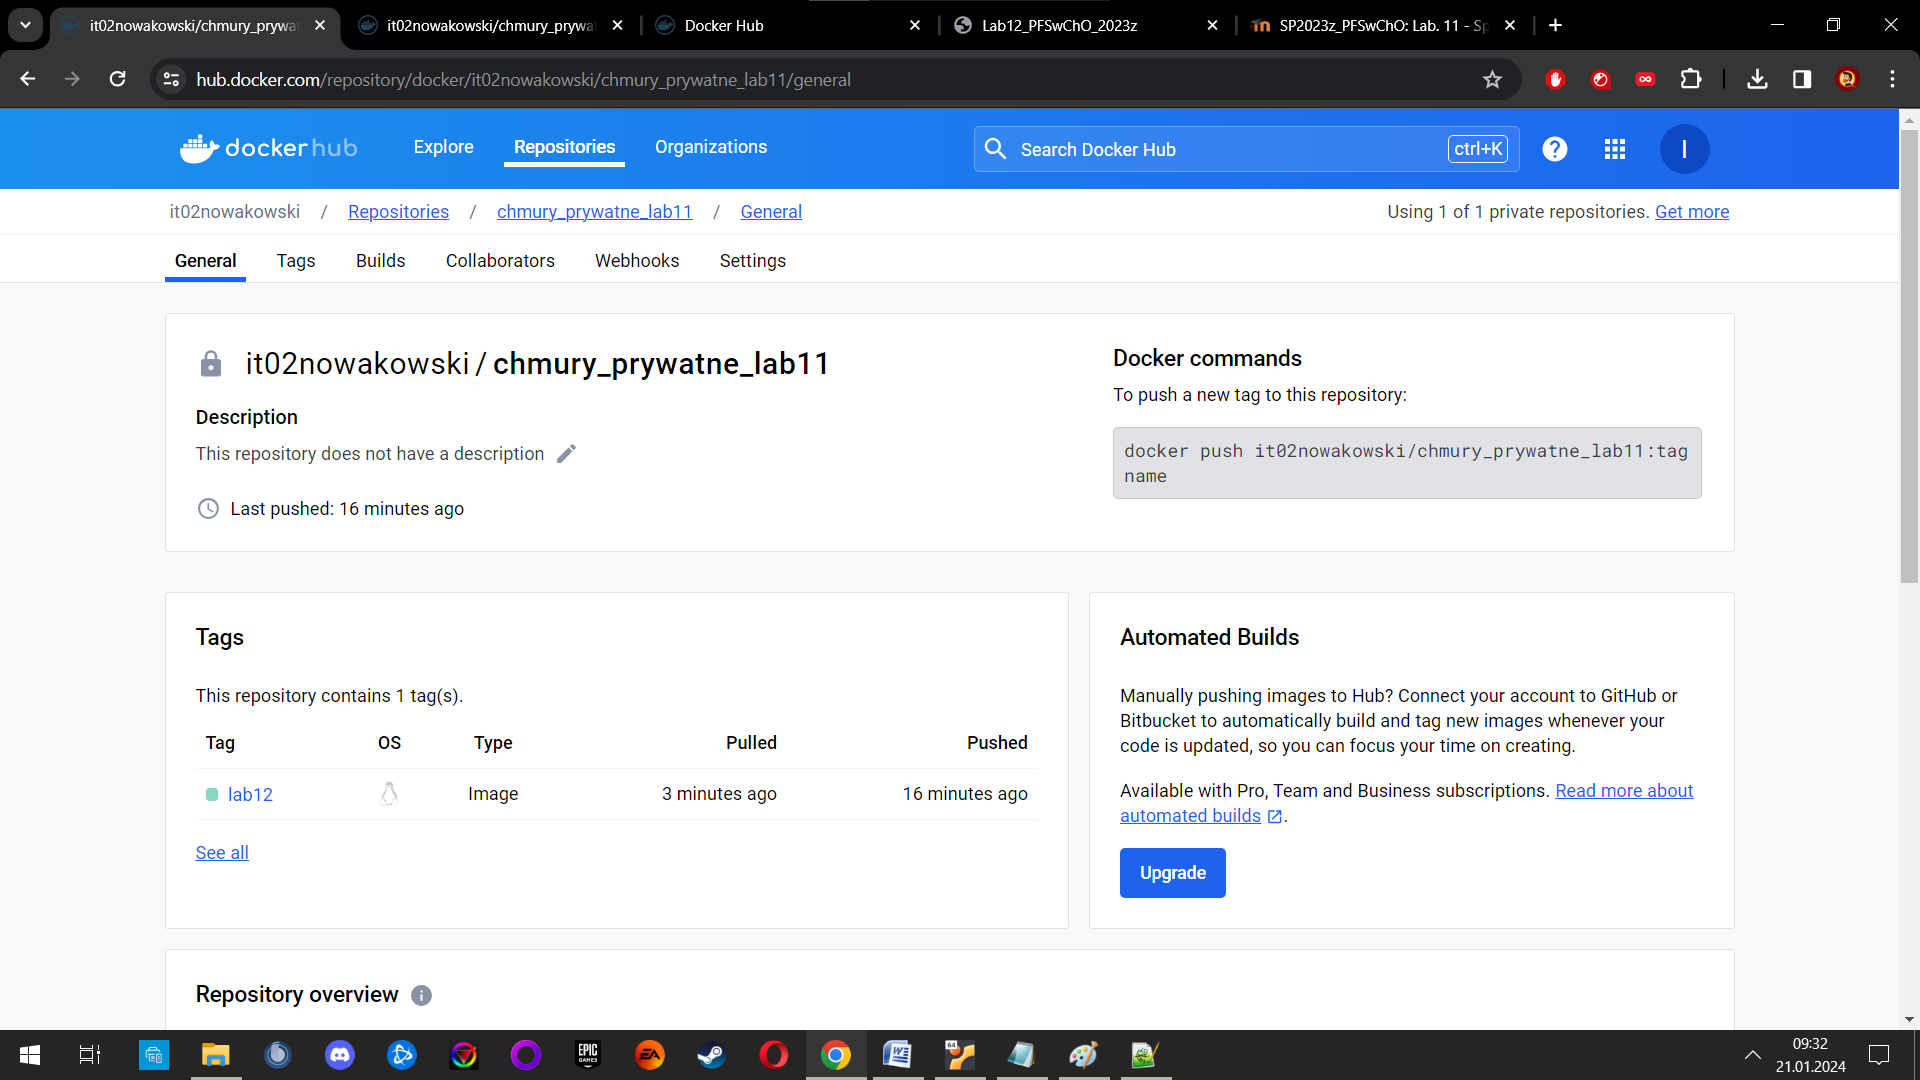 it02nowakowski/chmury_prywa
it02nowakowski/chmury_prywa
Docker Hub
Lab12_PFSwChO_2023z
SP2023z_PFSwChO: Lab. 11 - Sp
hub.docker.com/repository/docker/it02nowakowski/chmury_prywatne_lab11/general
dockerhub
Explore
Repositories
Organizations
Search Docker Hub
ctrl+K
?
I
it02nowakowski / Repositories / chmury_prywatne_lab11 / General
Using 1 of 1 private repositories. Get more
General
Tags
Builds
Collaborators
Webhooks
Settings
it02nowakowski / chmury_prywatne_lab11
Description
This repository does not have a description
Last pushed: 16 minutes ago
Docker commands
To push a new tag to this repository:
docker push it02nowakowski/chmury_prywatne_lab11:tag
name
Tags
This repository contains 1 tag(s).
Tag OS Type Pulled Pushed
lab12 Image 3 minutes ago 16 minutes ago
See all
Automated Builds
Manually pushing images to Hub? Connect your account to GitHub or
Bitbucket to automatically build and tag new images whenever your
code is updated, so you can focus your time on creating.
Available with Pro, Team and Business subscriptions. Read more about
automated builds .
Upgrade
Repository overview
EPIC
GAMES
EA
W
64
09:32
21.01.2024